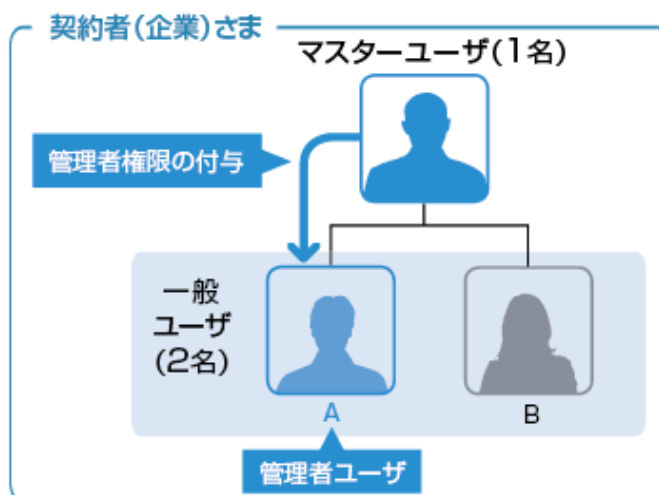 契約者(企業)さま
マスターユーザ(1名)
管理者権限の付与
一般
ユーザ
(2名)
A
B
管理者ユーザ